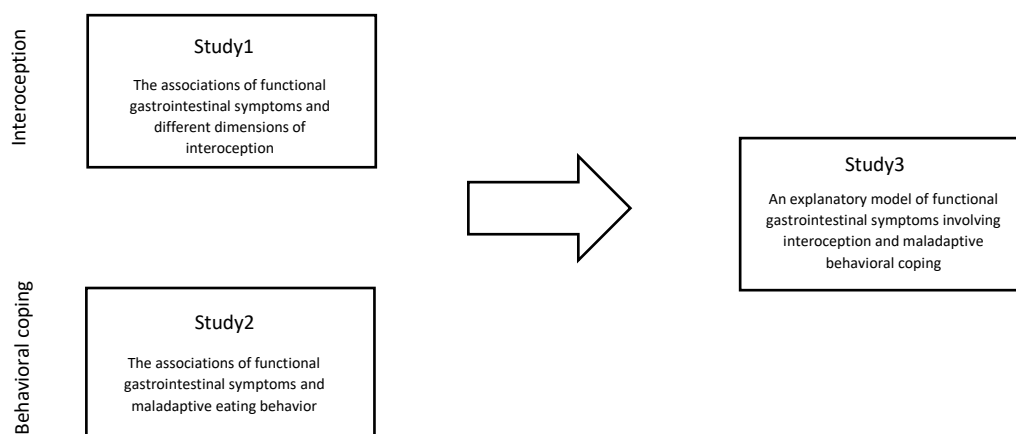 Interoception
Study1
The associations of functional
gastrointestinal symptoms and
different dimensions of
interoception
Behavioral coping
Study2
The associations of functional
gastrointestinal symptoms and
maladaptive eating behavior
Study3
An explanatory model of functional
gastrointestinal symptoms involving
interoception and maladaptive
behavioral coping